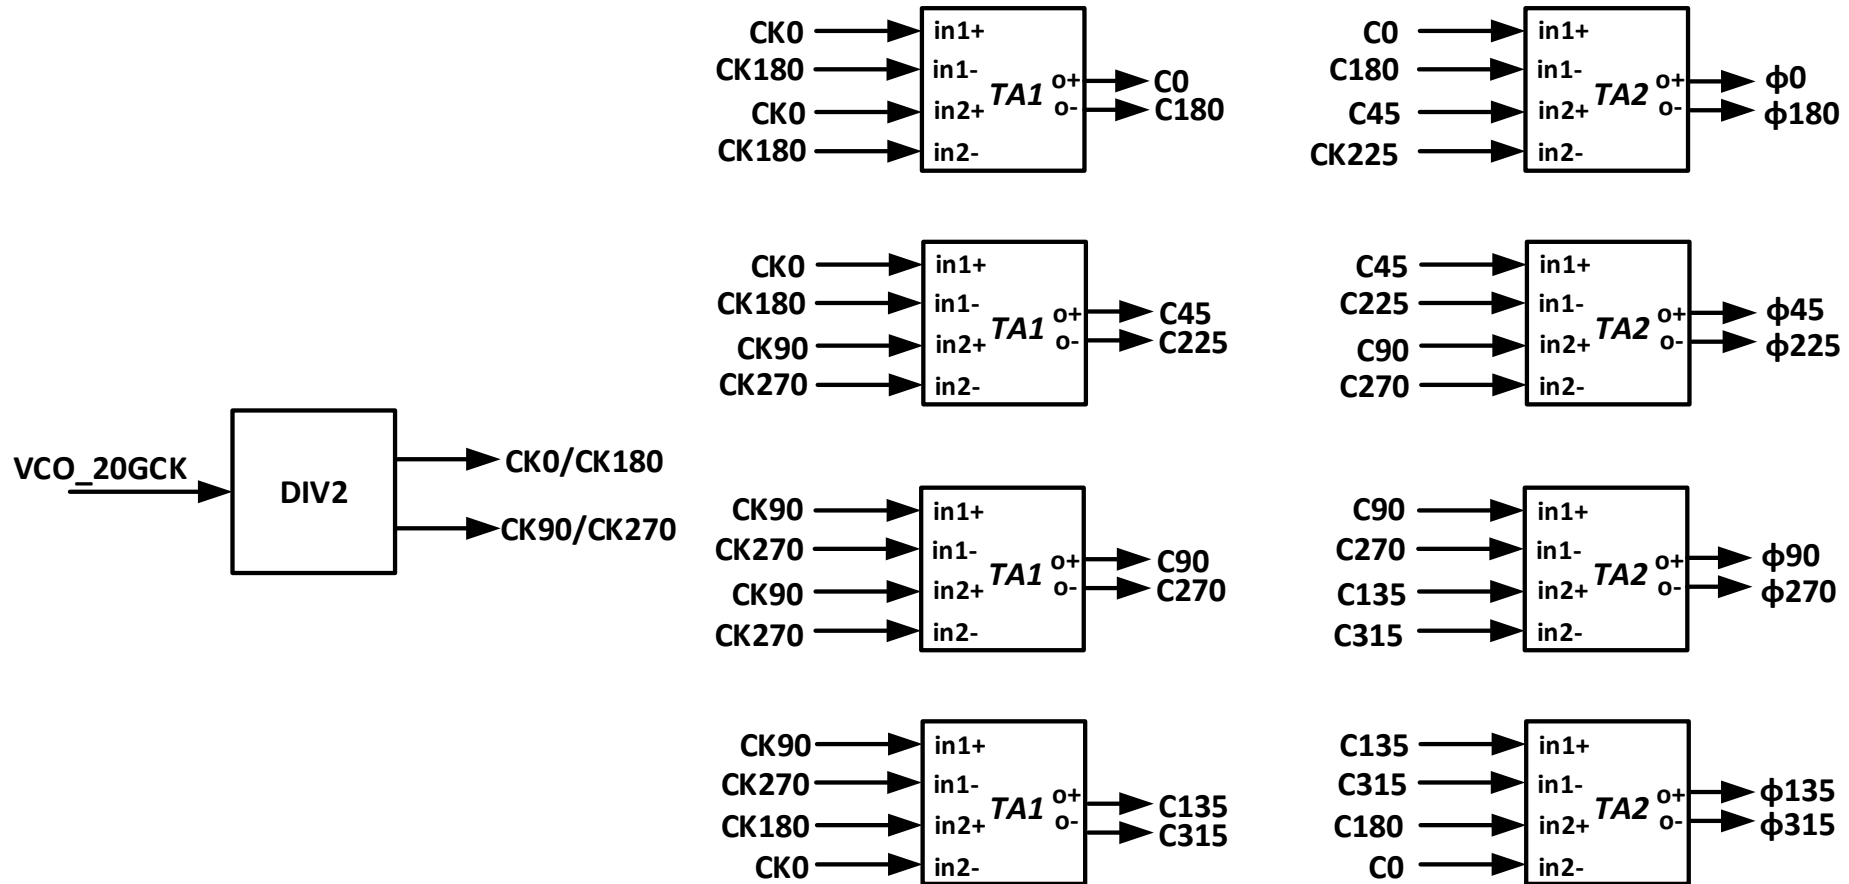 CK0
CK180
CK0
CK180
in1+
in1-
in2+
in2-
TA1
o+
o-
C0
C180
C0
C180
C45
CK225
in1+
in1-
in2+
in2-
TA2
o+
o-
ϕ0
ϕ180
CK0
CK180
CK90
CK270
in1+
in1-
in2+
in2-
TA1
o+
o-
C45
C225
C45
C225
C90
C270
in1+
in1-
in2+
in2-
TA2
o+
o-
ϕ45
ϕ225
VCO_20GCK
DIV2
CK0/CK180
CK90/CK270
CK90
CK270
CK90
CK270
in1+
in1-
in2+
in2-
TA1
o+
o-
C90
C270
C90
C270
C135
C315
in1+
in1-
in2+
in2-
TA2
o+
o-
ϕ90
ϕ270
CK90
CK270
CK180
CK0
in1+
in1-
in2+
in2-
TA1
o+
o-
C135
C315
C135
C315
C180
C0
in1+
in1-
in2+
in2-
TA2
o+
o-
ϕ135
ϕ315